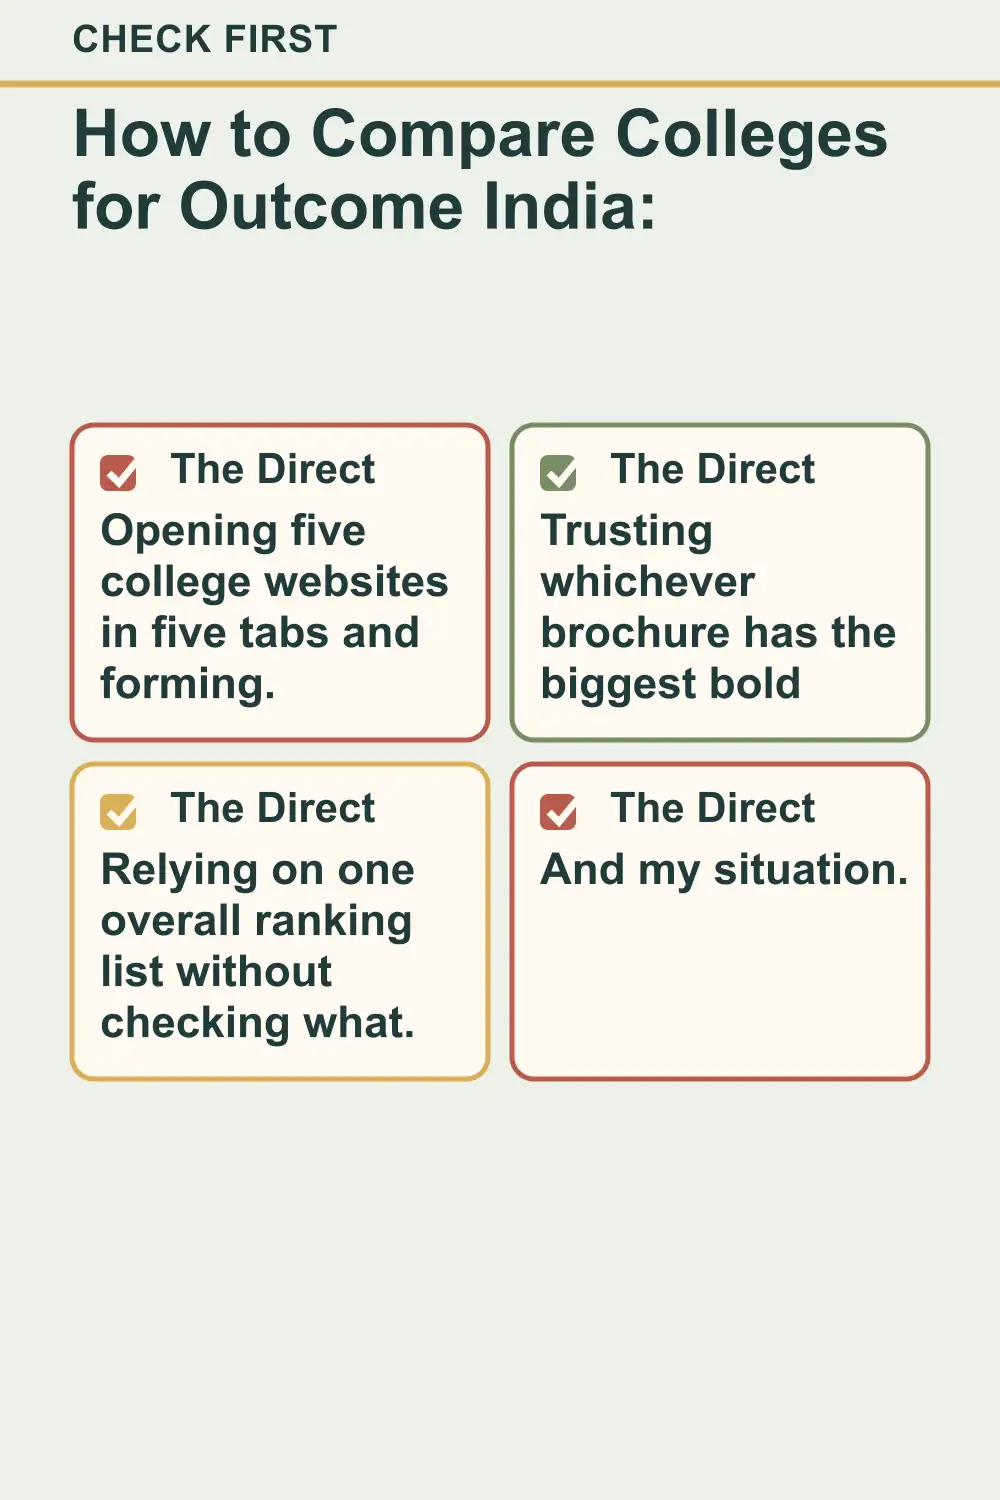 CHECK FIRST
How to Compare Colleges
for Outcome India:
The Direct
Opening five
college websites
in five tabs and
forming.
The Direct
Trusting
whichever
brochure has the
biggest bold
The Direct
Relying on one
overall ranking
list without
checking what.
The Direct
And my situation.